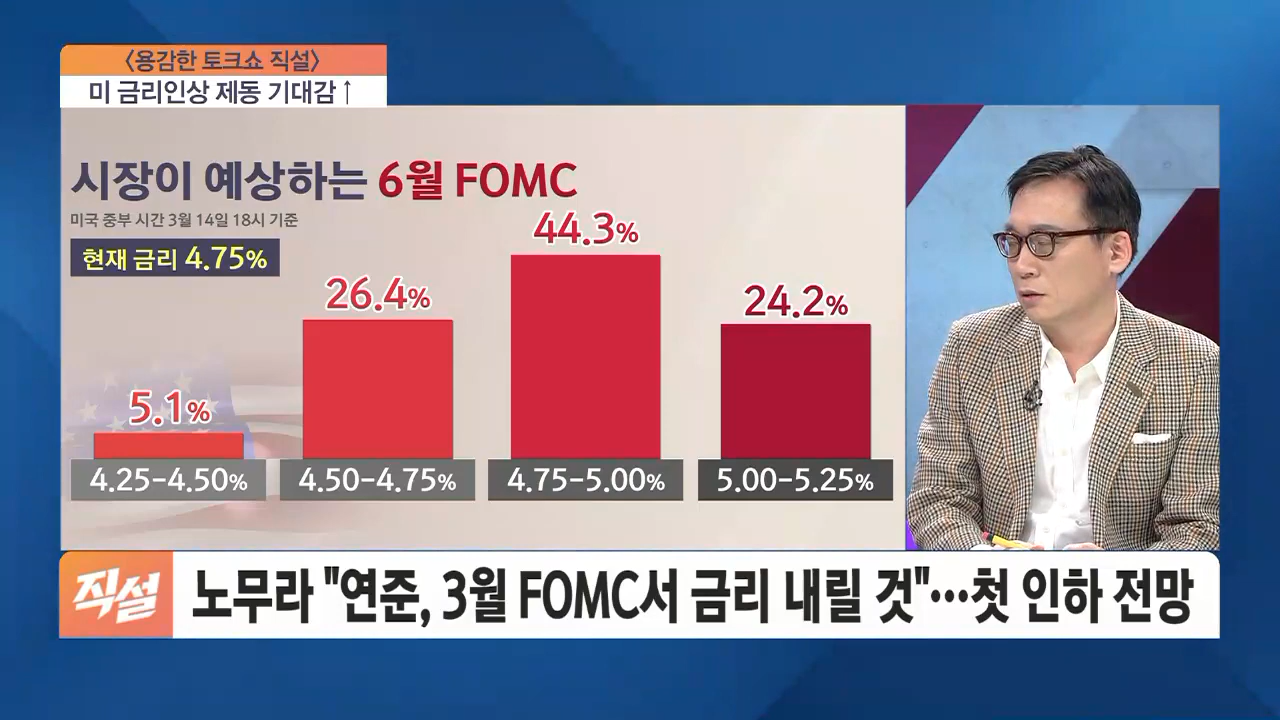 〈용감한 토크쇼 직설〉
미 금리인상 제동 기대감↑
시장이 예상하는 6월 FOMC
미국 중부 시간 3월 14일 18시 기준
현재 금리 4.75%
5.1%
26.4%
44.3%
24.2%
4.25-4.50%
4.50-4.75%
4.75-5.00%
5.00-5.25%
직설
노무라 "연준, 3월 FOMC서 금리 내릴 것"…첫 인하 전망